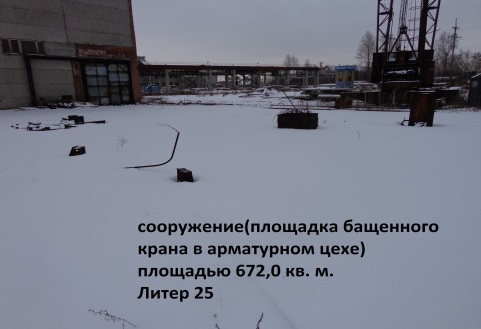 сооружение(площадка бащенного
крана в арматурном цехе)
площадью 672,0 кв. м.
Литер 25